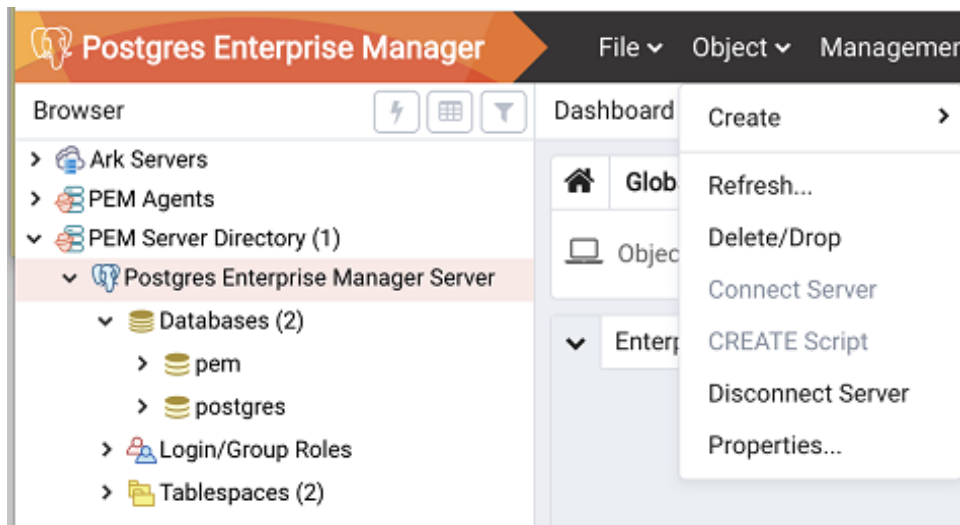 Postgres Enterprise Manager
File
Object
Managemen
Browser
Dashboard
Create
Ark Servers
PEM Agents
PEM Server Directory (1)
Postgres Enterprise Manager Server
Databases (2)
pem
postgres
Login/Group Roles
Tablespaces (2)
Glob
Objec
Enterp
Refresh...
Delete/Drop
Connect Server
CREATE Script
Disconnect Server
Properties...